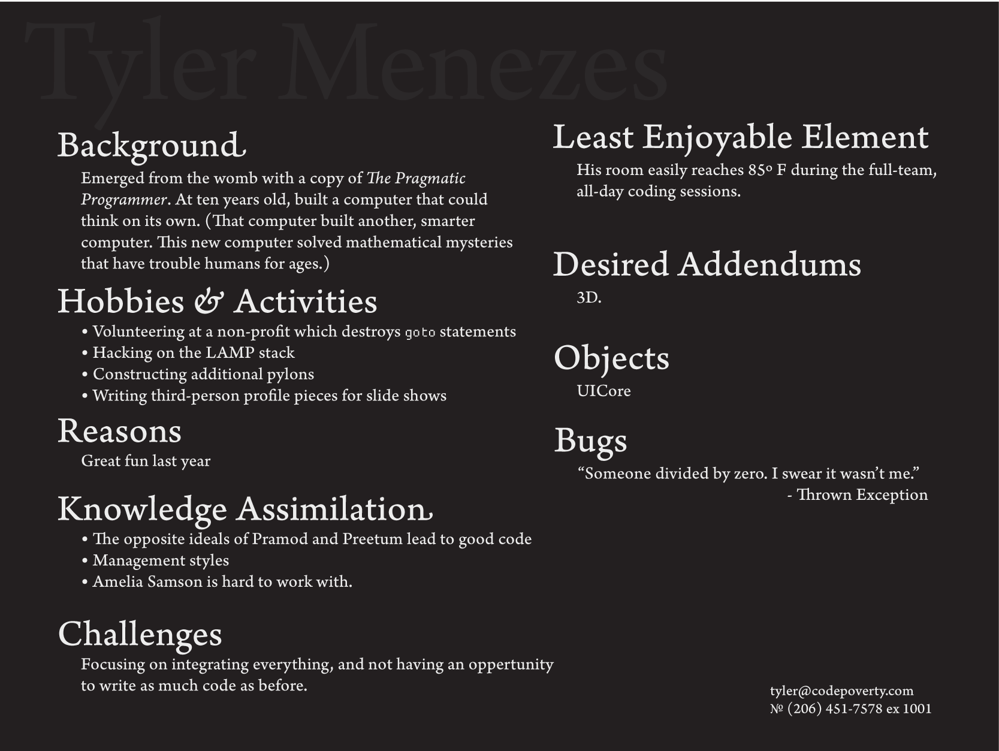 Tyler Menezes
Background
Emerged from the womb with a copy of The Pragmatic
Programmer. At ten years old, built a computer that could
think on its own. (That computer built another, smarter
computer. This new computer solved mathematical mysteries
that have trouble humans for ages.)
Hobbies & Activities
• Volunteering at a non-profit which destroys goto statements
• Hacking on the LAMP stack
• Constructing additional pylons
• Writing third-person profile pieces for slide shows
Reasons
Great fun last year
Knowledge Assimilation
• The opposite ideals of Pramod and Preetum lead to good code
• Management styles
• Amelia Samson is hard to work with.
Challenges
Focusing on integrating everything, and not having an oppertunity
to write as much code as before.
Least Enjoyable Element
His room easily reaches 85º F during the full-team,
all-day coding sessions.
Desired Addendums
3D.
Objects
UICore
Bugs
“Someone divided by zero. I swear it wasn’t me.”
- Thrown Exception
tyler@codepoverty.com
№ (206) 451-7578 ex 1001